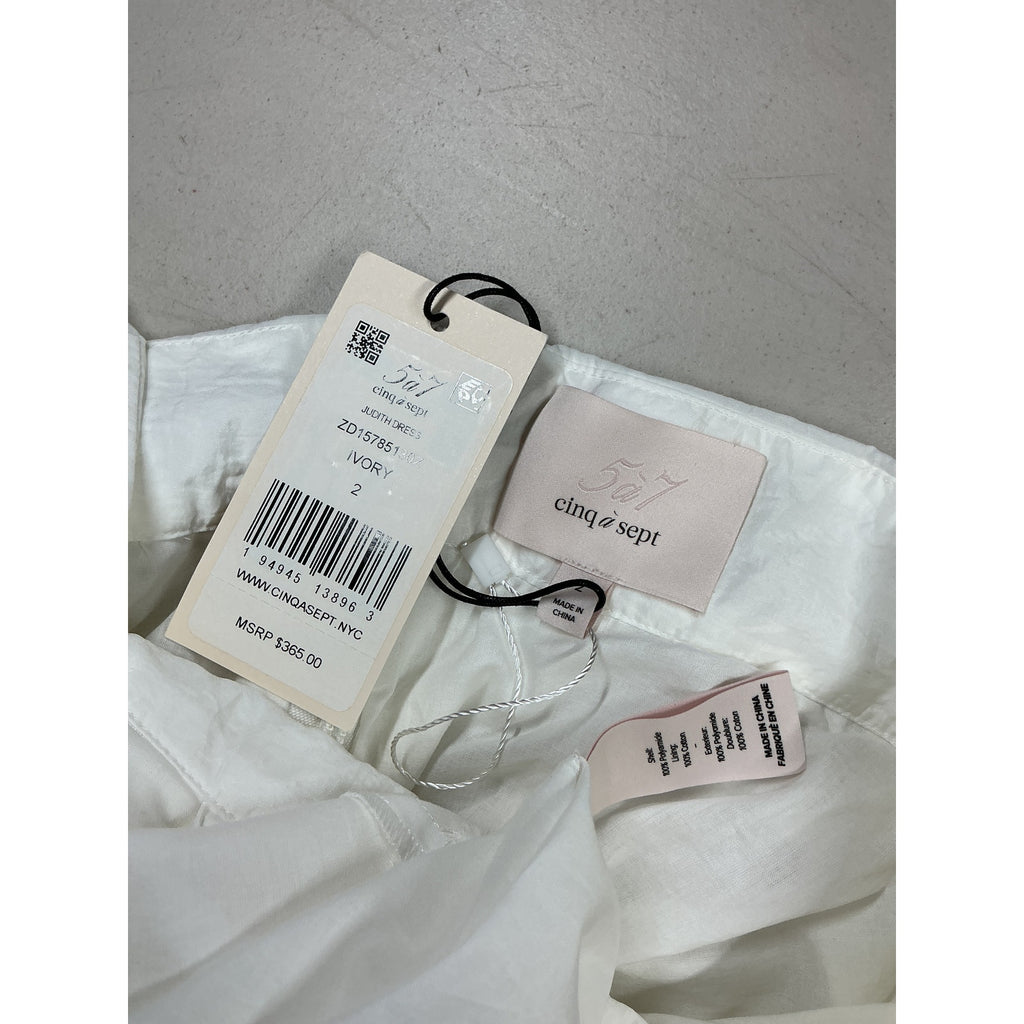 5à7
cinq à sept
JUDITH DRESS
IVORY
2
1 94945 13896 3
WWW.CINQASEPT.NYC
MSRP $365.00
5à7
cinq à sept
2
MADE IN
CHINA
Shell:
100% Polyamide
Lining:
100% Cotton
-
Exterieur:
100% Polyamide
Doublure:
100% Coton
MADE IN CHINA
FABRIQUÉ EN CHINE